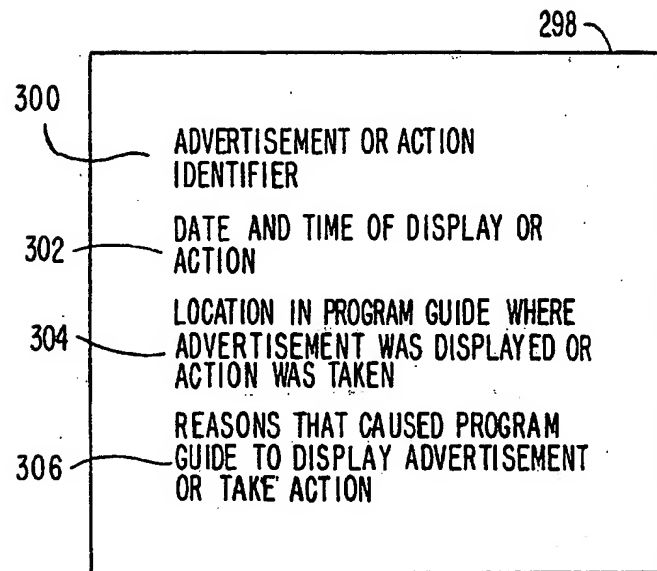 298
300
ADVERTISEMENT OR ACTION
IDENTIFIER
302
DATE AND TIME OF DISPLAY OR
ACTION
304
LOCATION IN PROGRAM GUIDE WHERE
ADVERTISEMENT WAS DISPLAYED OR
ACTION WAS TAKEN
306
REASONS THAT CAUSED PROGRAM
GUIDE TO DISPLAY ADVERTISEMENT
OR TAKE ACTION